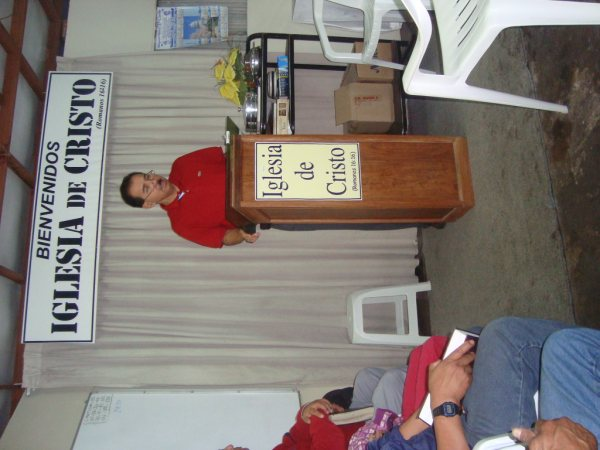 BIENVENIDOS
IGLESIA DE CRISTO
(Romanos 16:16)
Iglesia
de
Cristo
(Romanos 16:16)